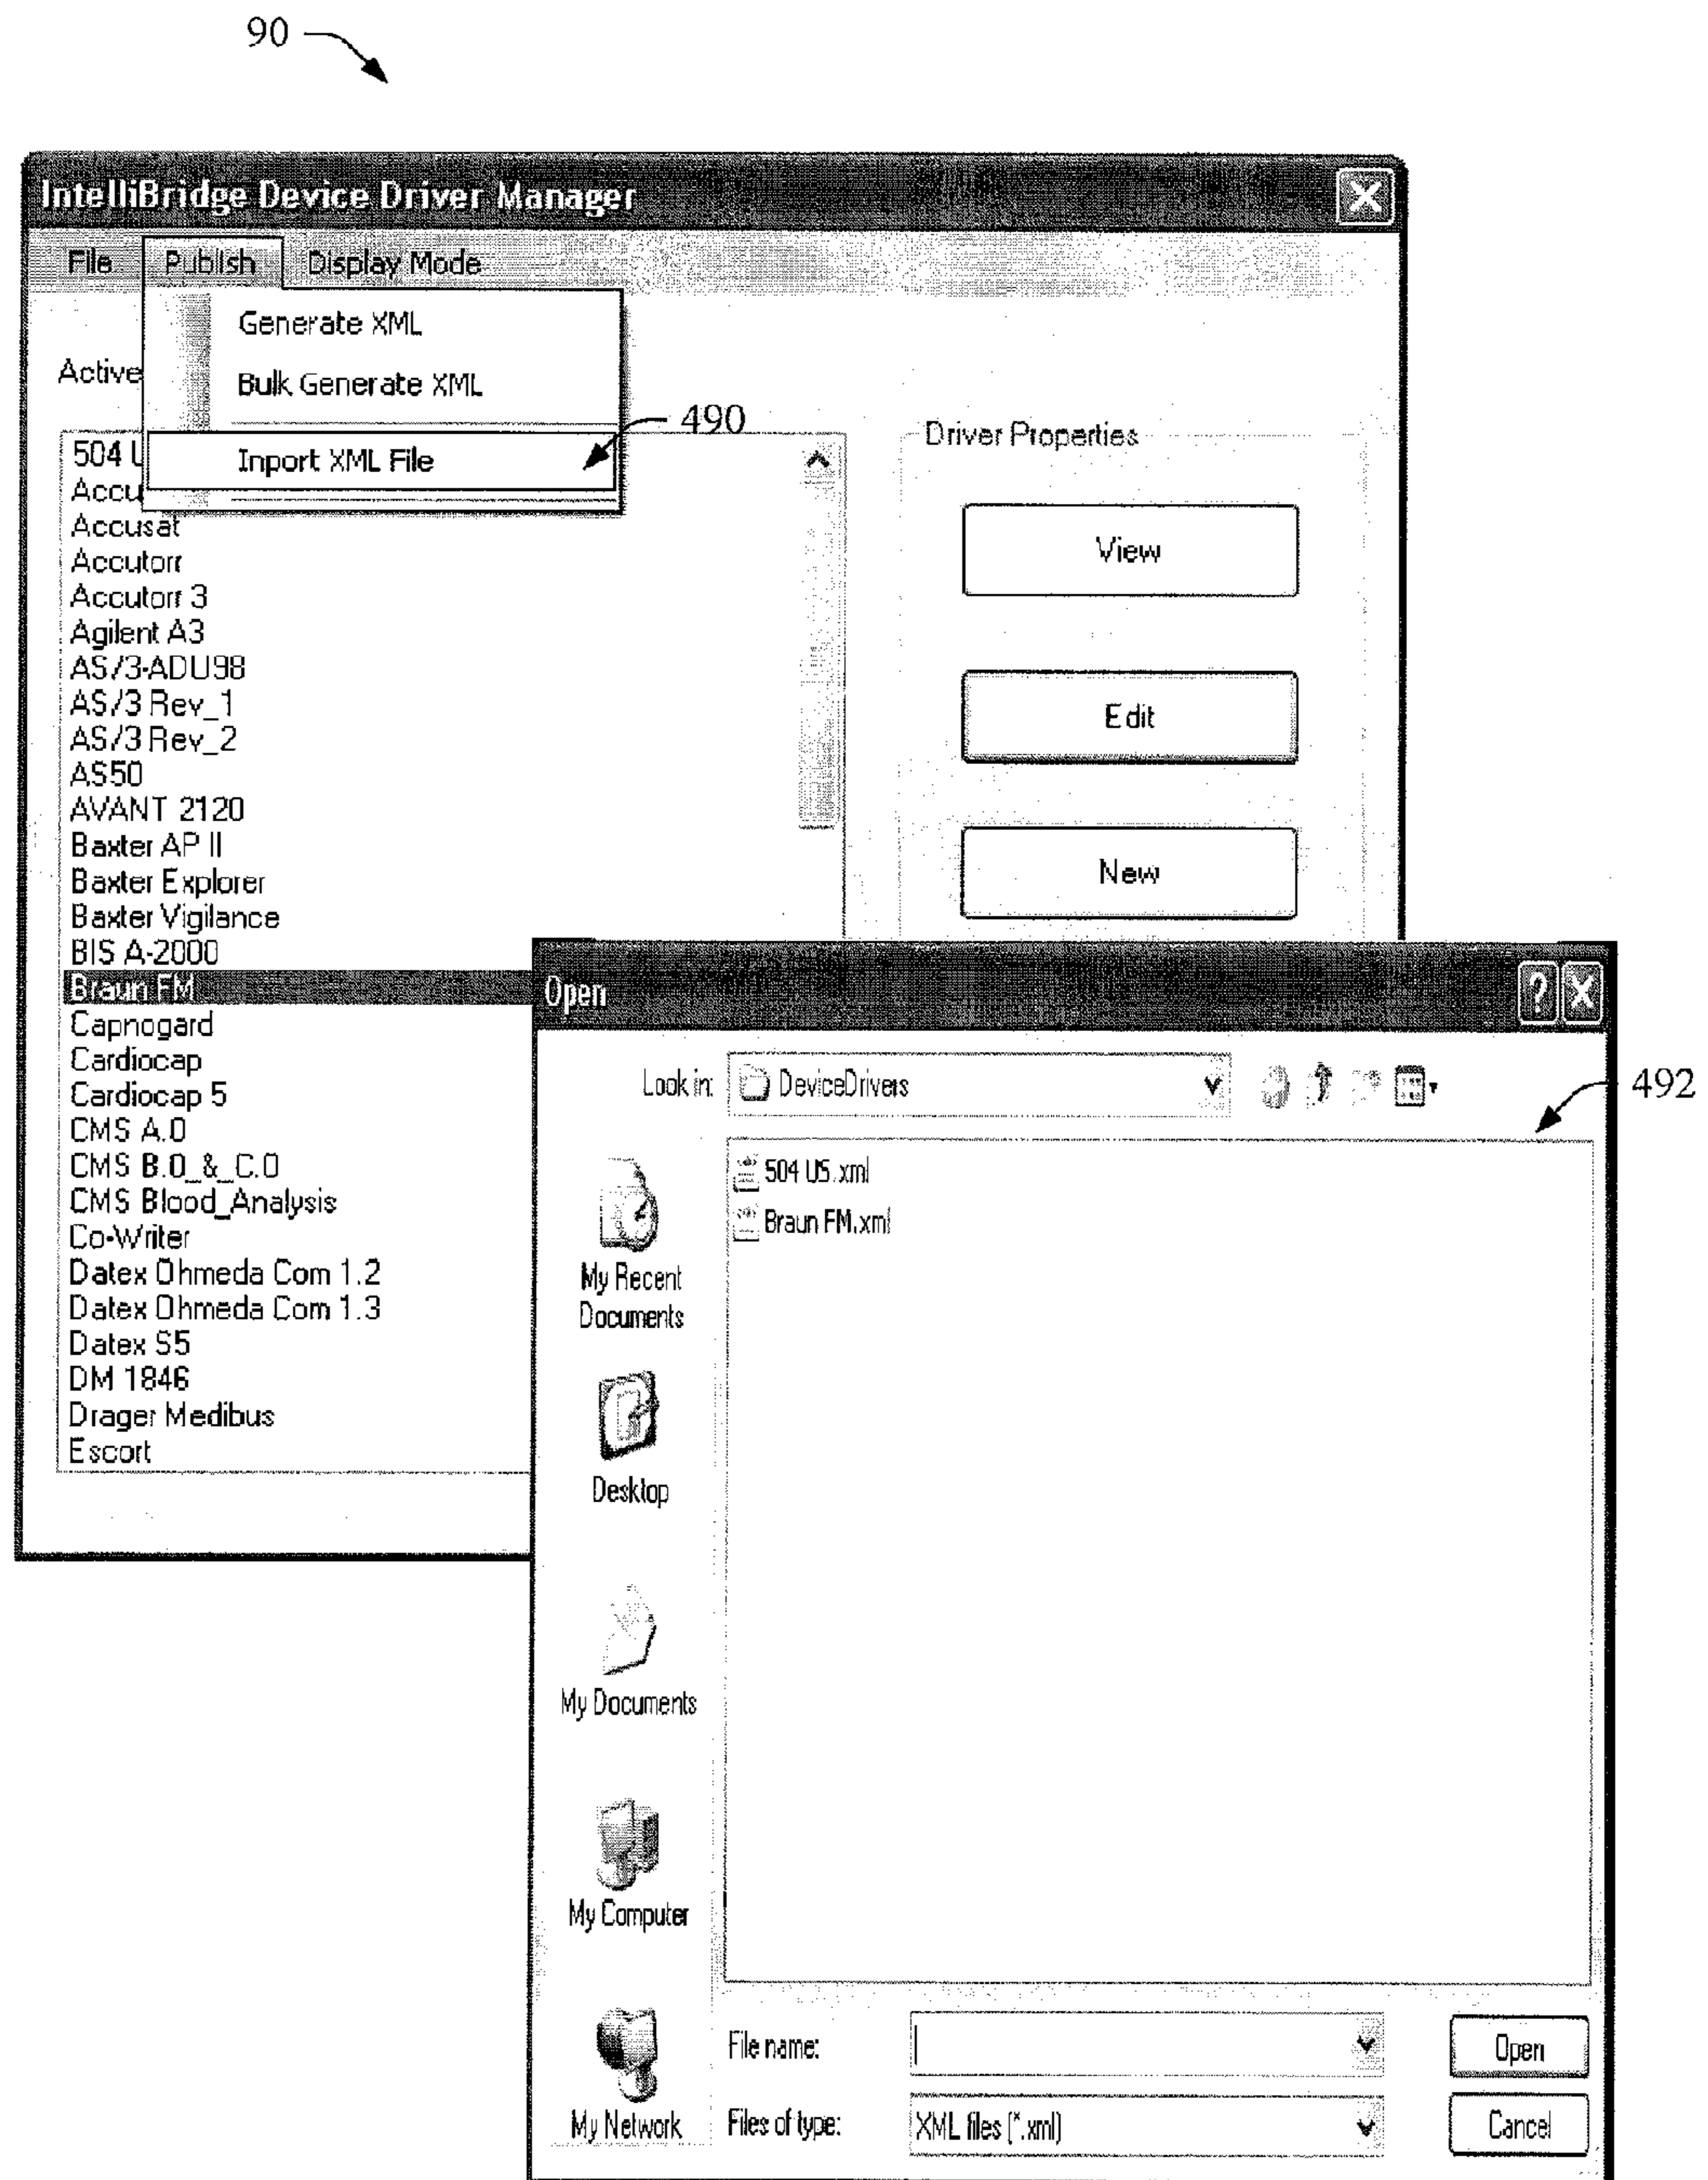 90
IntelliBridge Device Driver Manager
File Publish Display Mode
Generate XML
Active
Bulk Generate XML
490
Inport XML File
504 U
Accu
Accusat
Accutorr
Accutorr 3
Agilent A3
AS/3-ADU98
AS/3 Rev_1
AS/3 Rev_2
AS50
AVANT 2120
Baxter AP II
Baxter Explorer
Baxter Vigilance
BIS A-2000
Braun FM
Capnogard
Cardiocap
Cardiocap 5
CMS A.0
CMS B.0_&_C.0
CMS Blood_Analysis
Co-Writer
Datex Ohmeda Com 1.2
Datex Ohmeda Com 1.3
Datex S5
DM 1846
Drager Medibus
Escort
Driver Properties
View
Edit
New
Open
Look in: DeviceDrivers
492
504 US.xml
Braun FM.xml
My Recent
Documents
Desktop
My Documents
My Computer
My Network
File name:
Open
Files of type: XML files (*.xml)
Cancel